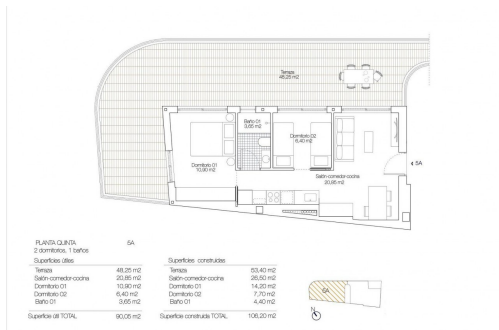 Terraza
48,25 m2
Baño 01
3,65 m2
Dormitorio 02
6,40 m2
Dormitorio 01
10,90 m2
Salón-comedor-cocina
20,85 m2
5A
PLANTA QUINTA 5A
2 dormitorios, 1 baños
Superficies útiles
Terraza 48,25 m2
Salón-comedor-cocina 20,85 m2
Dormitorio 01 10,90 m2
Dormitorio 02 6,40 m2
Baño 01 3,65 m2
Superficie útil TOTAL 90,05 m2
Superficies construidas
Terraza 53,40 m2
Salón-comedor-cocina 26,50 m2
Dormitorio 01 14,20 m2
Dormitorio 02 7,70 m2
Baño 01 4,40 m2
Superficie construida TOTAL 106,20 m2
5A
N